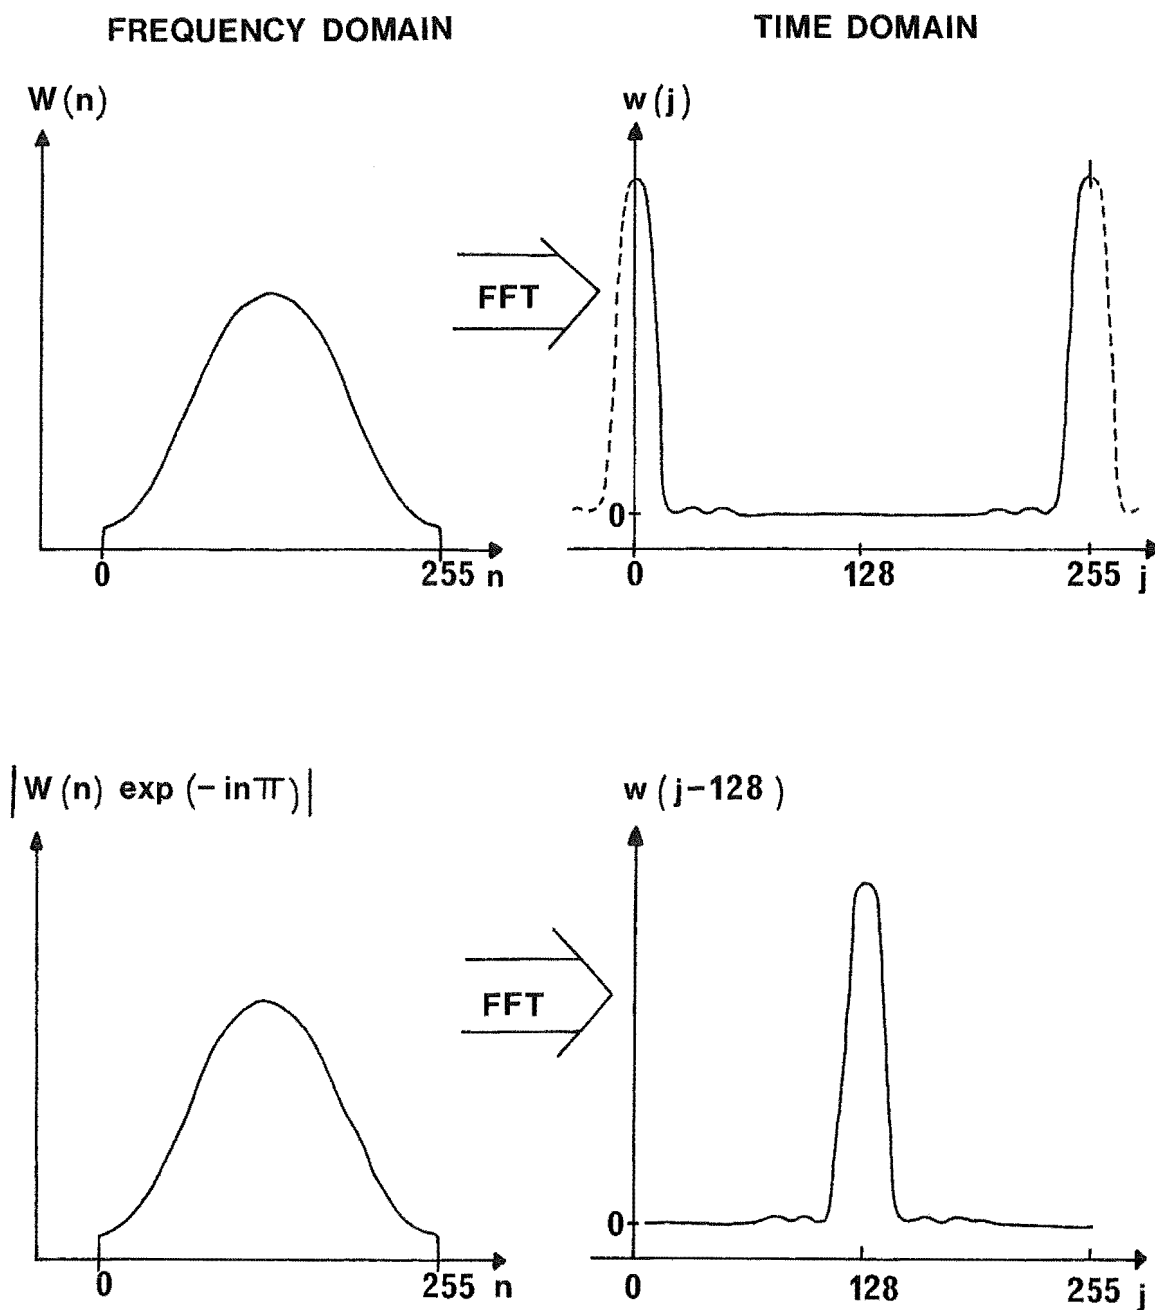 FREQUENCY DOMAIN
TIME DOMAIN
W(n)
w(j)
FFT
0
0
255 n
0
128
255 j
|W(n) exp(-inπ)|
w(j-128)
FFT
0
0
255 n
0
128
255 j